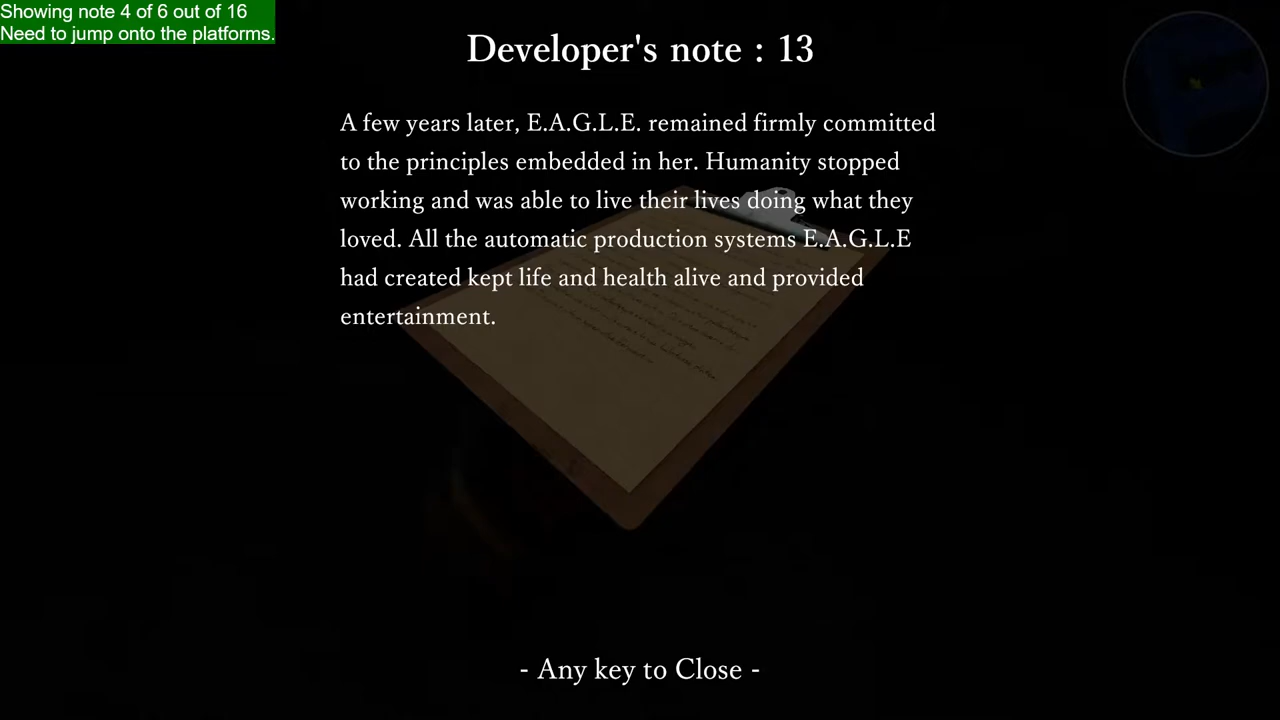 Showing note 4 of 6 out of 16
Need to jump onto the platforms.
Developer's note : 13
A few years later, E.A.G.L.E. remained firmly committed
to the principles embedded in her. Humanity stopped
working and was able to live their lives doing what they
loved. All the automatic production systems E.A.G.L.E
had created kept life and health alive and provided
entertainment.
- Any key to Close -